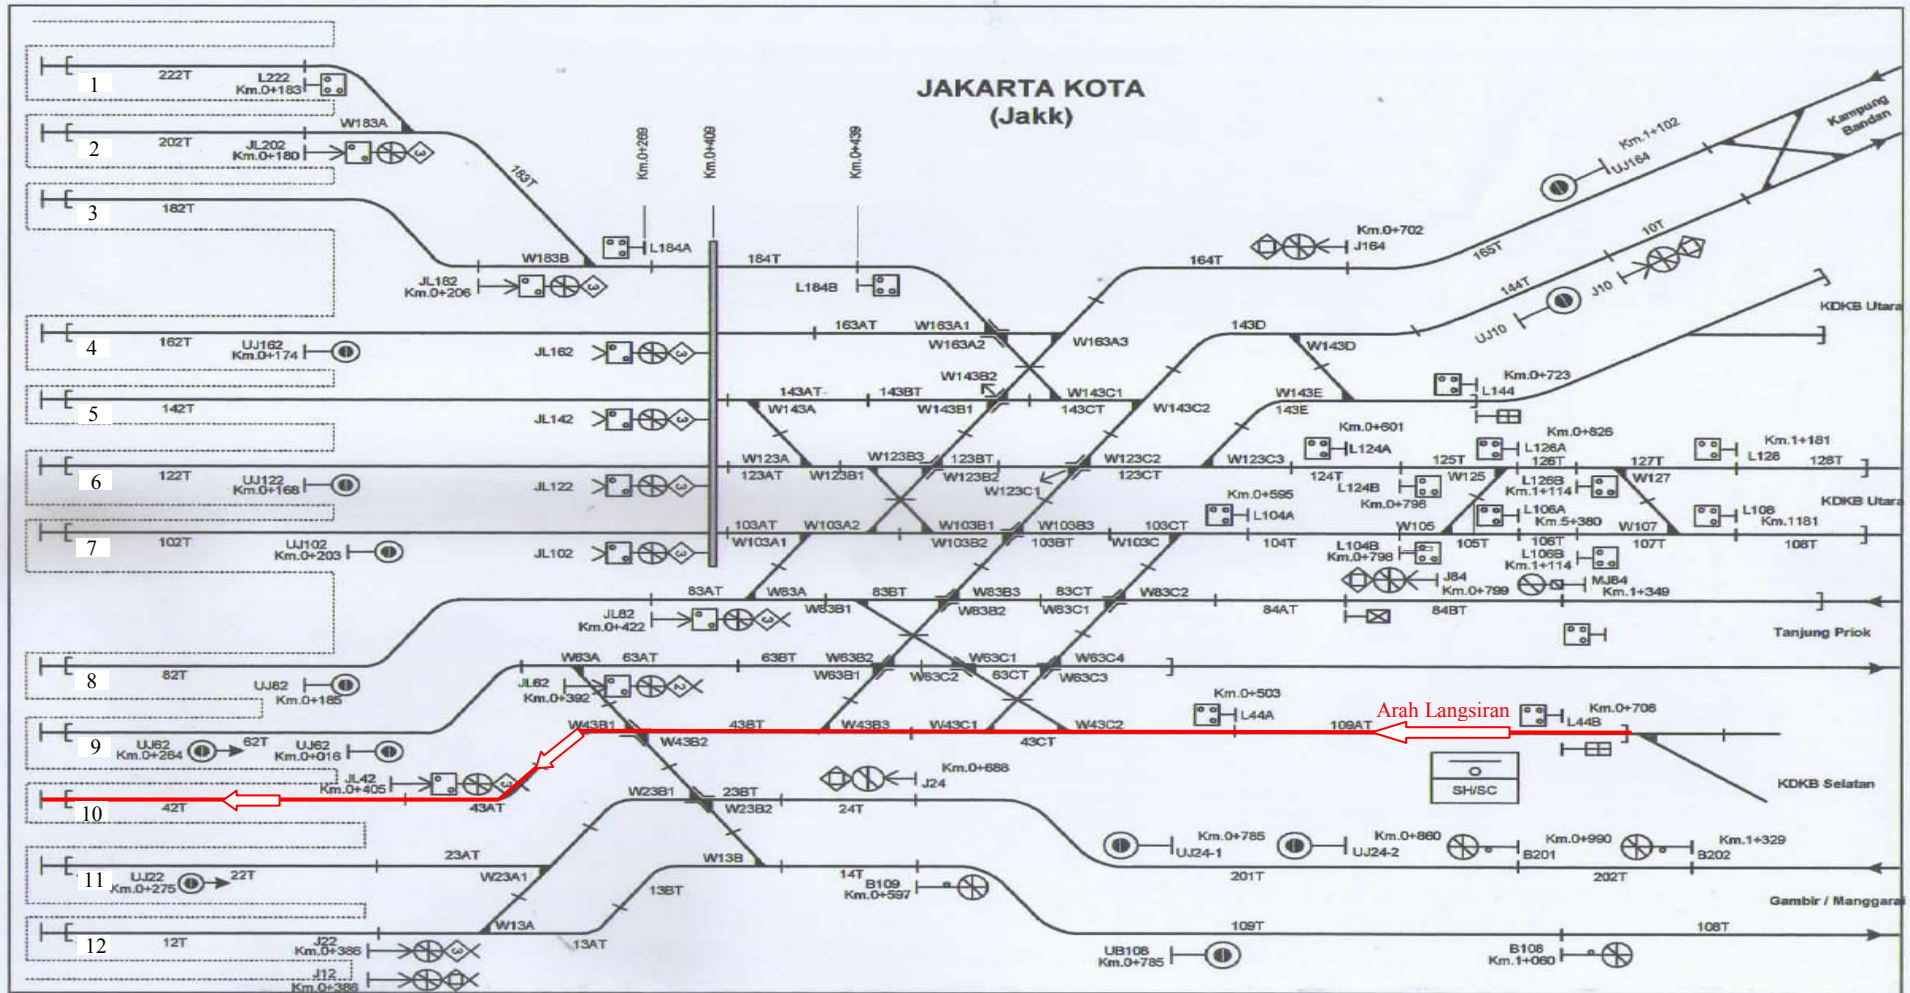 JAKARTA KOTA
(Jakk)
1
222T
L222
Km.0+183
W183A
2
202T
JL202
Km.0+180
3
183T
3
182T
W183B
JL182
Km.0+206
3
L184A
Km.0+269
Km.0+409
Km.0+439
184T
L184B
164T
Km.0+702
J164
165T
UJ164
Km.1+102
Kampung
Bandan
10T
J10
144T
UJ10
KDKB Utara
4
162T
UJ162
Km.0+174
JL162
3
163AT
W163A1
W163A2
W163A3
143D
W143D
W143B2
5
142T
JL142
3
143AT
143BT
W143A
W143B1
W143C1
143CT
W143C2
W143E
143E
L144
Km.0+723
6
122T
UJ122
Km.0+168
JL122
3
W123A
123AT
W123B1
W123B3
123BT
W123B2
W123C1
W123C2
123CT
W123C3
Km.0+601
L124A
124T
L124B
Km.0+798
125T
W125
L126A
Km.0+826
126T
L126B
Km.1+114
127T
W127
Km.1+181
L128
128T
KDKB Utara
7
102T
UJ102
Km.0+203
JL102
3
103AT
W103A1
W103A2
W103B1
W103B2
W103B3
103BT
103CT
W103C
Km.0+595
L104A
104T
W105
L104B
Km.0+798
105T
L106A
Km.5+380
106T
L106B
Km.1+114
W107
107T
L108
Km.1181
108T
83AT
W83A
83BT
W83B1
W83B3
W83B2
83CT
W83C1
W83C2
84AT
J84
Km.0+799
84BT
MJ84
Km.1+349
JL82
Km.0+422
3
Tanjung Priok
8
82T
UJ82
Km.0+185
W63A
63AT
63BT
W63B2
W63B1
W63C1
W63C2
63CT
W63C4
W63C3
JL62
Km.0+392
2
9
UJ62
Km.0+264
62T
UJ62
Km.0+016
W43B1
W43B2
43BT
W43B3
W43C1
W43C2
43CT
Km.0+503
L44A
109AT
Arah Langsiran
L44B
Km.0+708
SH/SC
KDKB Selatan
10
42T
JL42
Km.0+405
3
43AT
W23B1
23BT
W23B2
24T
Km.0+688
J24
11
UJ22
Km.0+275
22T
23AT
W23A1
W13B
14T
B109
Km.0+597
13BT
Km.0+785
UJ24-1
Km.0+860
UJ24-2
Km.0+990
B201
Km.1+329
B202
201T
202T
Gambir / Manggarai
12
12T
W13A
13AT
J22
Km.0+386
3
J12
Km.0+386
109T
108T
UB108
Km.0+785
B108
Km.1+060